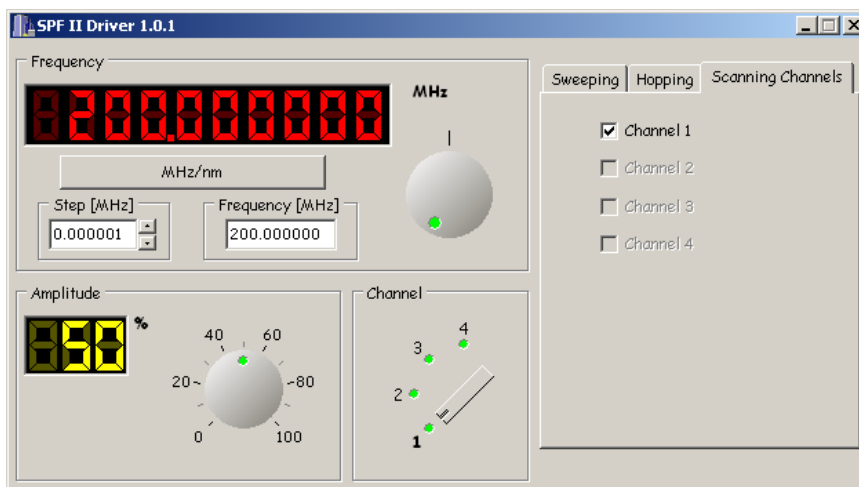 SPF II Driver 1.0.1
Frequency
200.000000
MHz
MHz/nm
Step [MHz]
0.000001
Frequency [MHz]
200.000000
Sweeping
Hopping
Scanning Channels
Channel 1
Channel 2
Channel 3
Channel 4
Amplitude
50
%
0
20
40
60
80
100
Channel
1
2
3
4